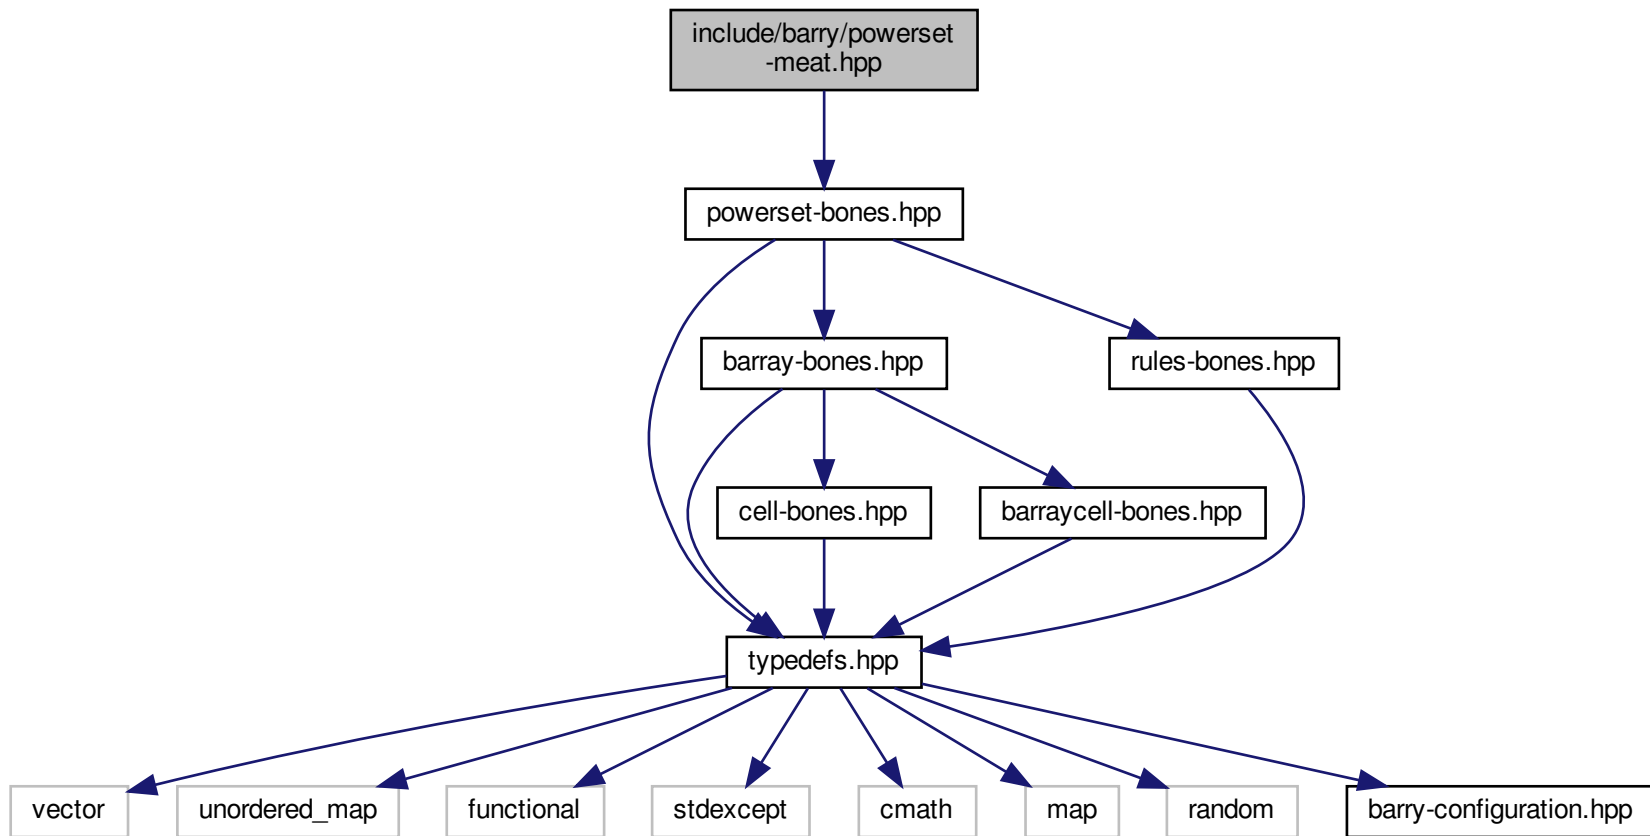 include/barry/powerset
-meat.hpp
powerset-bones.hpp
barray-bones.hpp
rules-bones.hpp
cell-bones.hpp
barraycell-bones.hpp
typedefs.hpp
vector
unordered_map
functional
stdexcept
cmath
map
random
barry-configuration.hpp